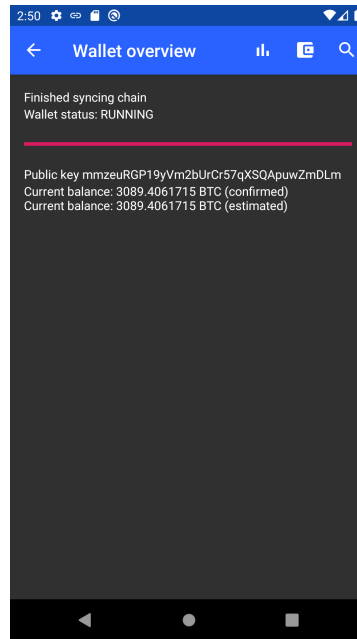 2:50
Wallet overview
Finished syncing chain
Wallet status: RUNNING
Public key mmzeuRGP19yVm2bUrCr57qXSQApuwZmDLm
Current balance: 3089.4061715 BTC (confirmed)
Current balance: 3089.4061715 BTC (estimated)